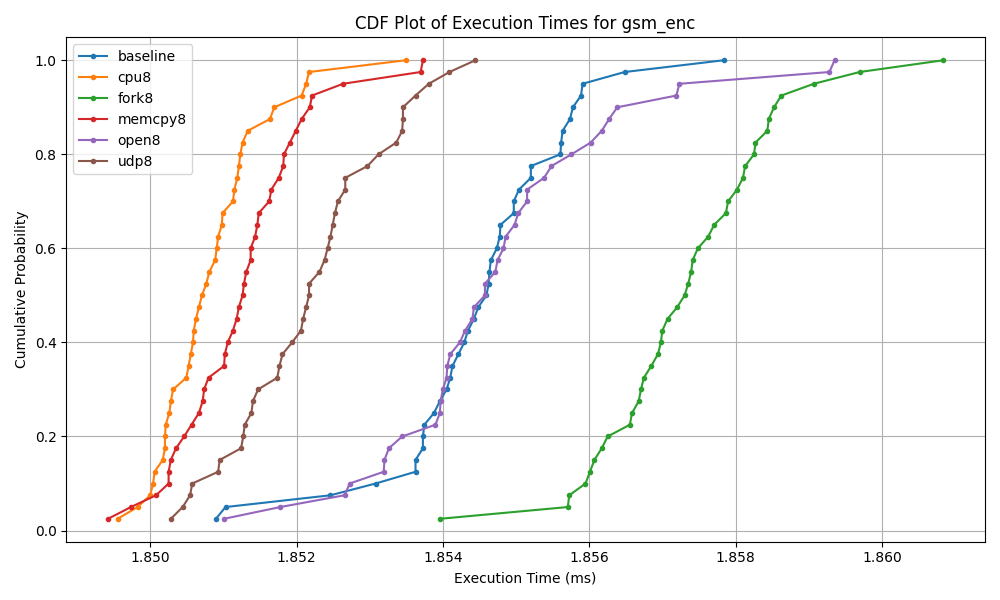 CDF Plot of Execution Times for gsm_enc
baseline
cpu8
fork8
memcpy8
open8
udp8
Cumulative Probability
1.0
0.8
0.6
0.4
0.2
0.0
1.850 1.852 1.854 1.856 1.858 1.860
Execution Time (ms)